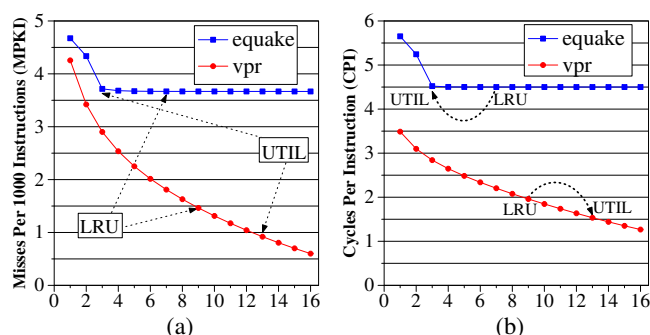 Misses Per 1000 Instructions (MPKI)
5
4
3
2
1
0
equake
vpr
UTIL
LRU
0 2 4 6 8 10 12 14 16
(a)
Cycles Per Instruction (CPI)
6
5
4
3
2
1
0
equake
vpr
UTIL LRU
LRU UTIL
0 2 4 6 8 10 12 14 16
(b)